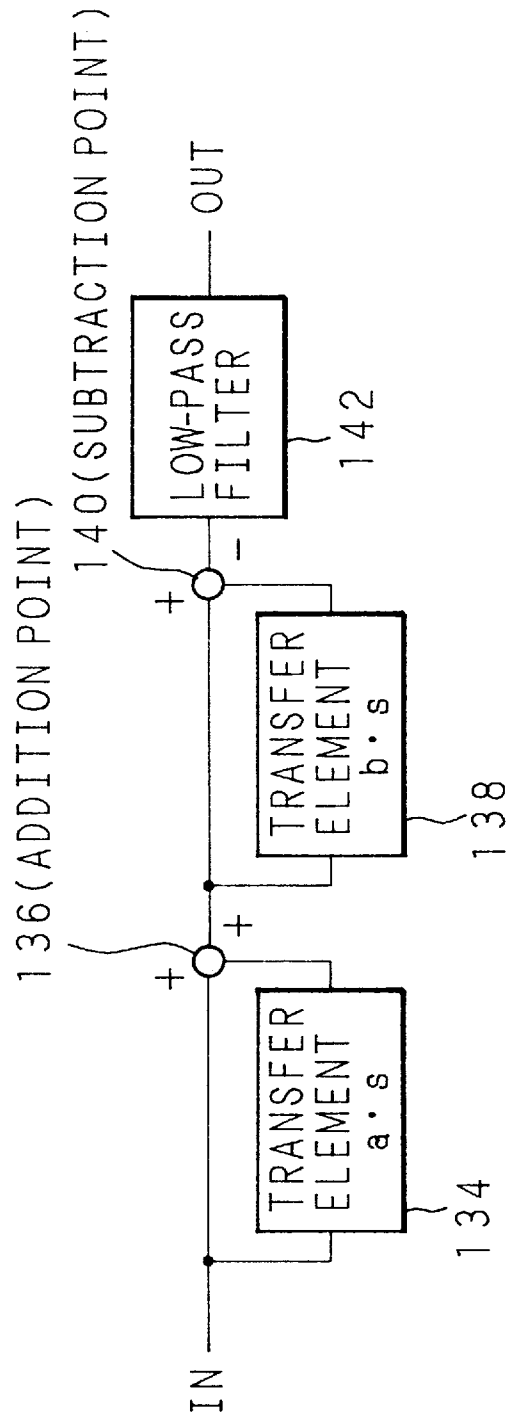 136(ADDITION POINT)
140(SUBTRACTION POINT)
+
+
+
-
IN
OUT
TRANSFER
ELEMENT
a·s
134
TRANSFER
ELEMENT
b·s
138
LOW-PASS
FILTER
142